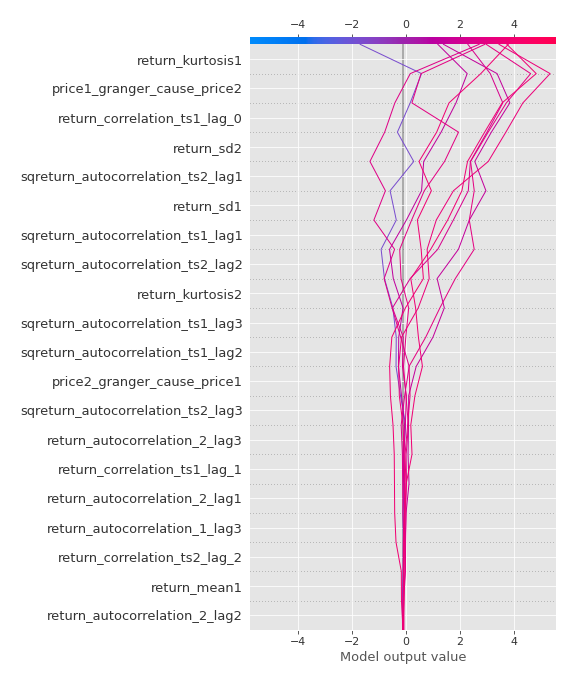 −4 −2 0 2 4
return_kurtosis1
price1_granger_cause_price2
return_correlation_ts1_lag_0
return_sd2
sqreturn_autocorrelation_ts2_lag1
return_sd1
sqreturn_autocorrelation_ts1_lag1
sqreturn_autocorrelation_ts2_lag2
return_kurtosis2
sqreturn_autocorrelation_ts1_lag3
sqreturn_autocorrelation_ts1_lag2
price2_granger_cause_price1
sqreturn_autocorrelation_ts2_lag3
return_autocorrelation_2_lag3
return_correlation_ts1_lag_1
return_autocorrelation_2_lag1
return_autocorrelation_1_lag3
return_correlation_ts2_lag_2
return_mean1
return_autocorrelation_2_lag2
−4 −2 0 2 4
Model output value